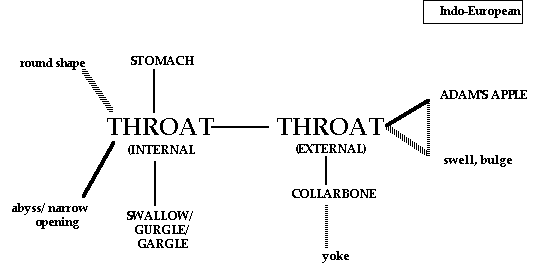 Indo-European
round shape
STOMACH
ADAM'S APPLE
THROAT
(INTERNAL
THROAT
(EXTERNAL)
swell, bulge
COLLARBONE
abyss/ narrow
opening
SWALLOW/
GURGLE/
GARGLE
yoke